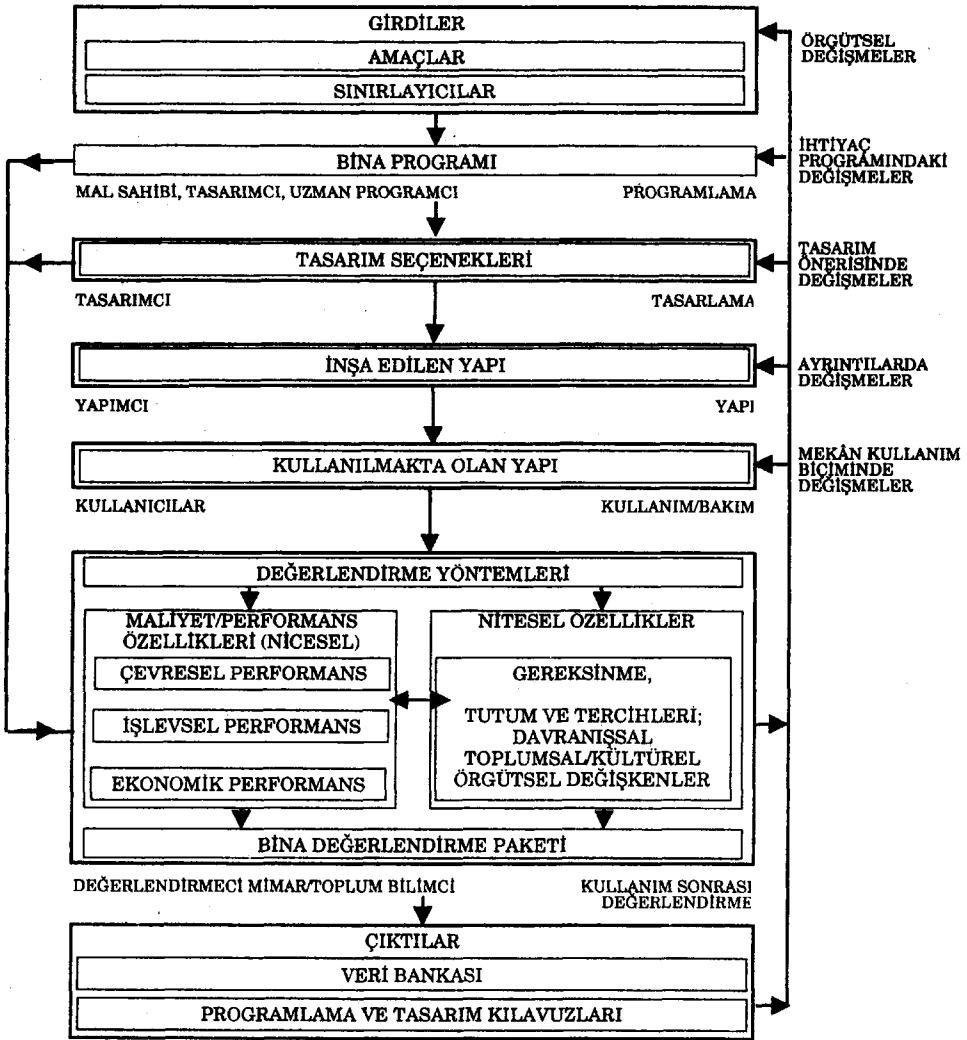 GİRDİLER
AMAÇLAR
SINIRLAYICILAR
ÖRGÜTSEL
DEĞİŞMELER
BİNA PROGRAMI
İHTİYAÇ
PROGRAMINDAKİ
DEĞİŞMELER
MAL SAHİBİ, TASARIMCI, UZMAN PROGRAMCI
PROGRAMLAMA
TASARIM SEÇENEKLERİ
TASARIM
ÖNERİSİNDE
DEĞİŞMELER
TASARIMCI
TASARLAMA
İNŞA EDİLEN YAPI
AYRINTILARDA
DEĞİŞMELER
YAPIMCI
YAPI
KULLANILMAKTA OLAN YAPI
MEKÂN KULLANIM
BİÇİMİNDE
DEĞİŞMELER
KULLANICILAR
KULLANIM/BAKIM
DEĞERLENDİRME YÖNTEMLERİ
MALİYET/PERFORMANS
ÖZELLİKLERİ (NİCESEL)
ÇEVRESEL PERFORMANS
İŞLEVSEL PERFORMANS
EKONOMİK PERFORMANS
NİTESEL ÖZELLİKLER
GEREKSİNME,
TUTUM VE TERCİHLERİ;
DAVRANIŞSAL
TOPLUMSAL/KÜLTÜREL
ÖRGÜTSEL DEĞİŞKENLER
BİNA DEĞERLENDİRME PAKETİ
DEĞERLENDİRMECİ MİMAR/TOPLUM BİLİMCİ
KULLANIM SONRASI
DEĞERLENDİRME
ÇIKTILAR
VERİ BANKASI
PROGRAMLAMA VE TASARIM KILAVUZLARI